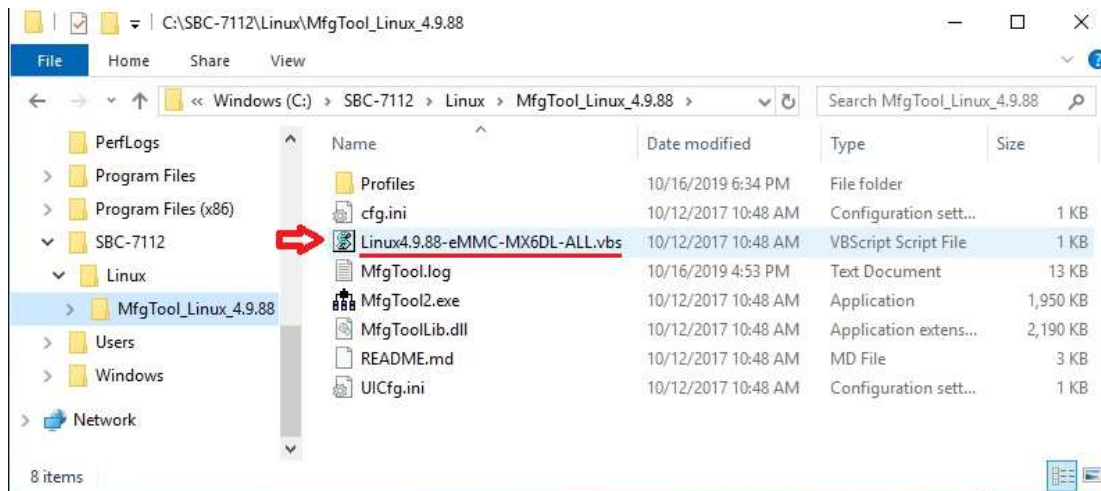 C:\SBC-7112\Linux\MfgTool_Linux_4.9.88
File Home Share View
« Windows (C:) > SBC-7112 > Linux > MfgTool_Linux_4.9.88 > Search MfgTool_Linux_4.9.88
PerfLogs
Program Files
Program Files (x86)
SBC-7112
Linux
MfgTool_Linux_4.9.88
Users
Windows
Network
Name Date modified Type Size
Profiles 10/16/2019 6:34 PM File folder
cfg.ini 10/12/2017 10:48 AM Configuration sett... 1 KB
Linux4.9.88-eMMC-MX6DL-ALL.vbs 10/12/2017 10:48 AM VBScript Script File 1 KB
MfgTool.log 10/16/2019 4:53 PM Text Document 13 KB
MfgTool2.exe 10/12/2017 10:48 AM Application 1,950 KB
MfgToolLib.dll 10/12/2017 10:48 AM Application extens... 2,190 KB
README.md 10/12/2017 10:48 AM MD File 3 KB
UICfg.ini 10/12/2017 10:48 AM Configuration sett... 1 KB
8 items